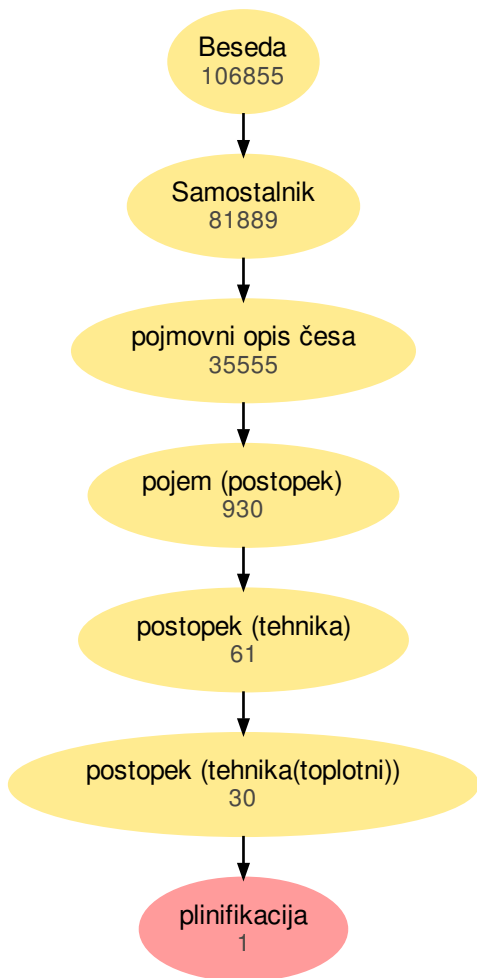 Beseda
106855
Samostalnik
81889
pojmovni opis česa
35555
pojem (postopek)
930
postopek (tehnika)
61
postopek (tehnika(toplotni))
30
plinifikacija
1